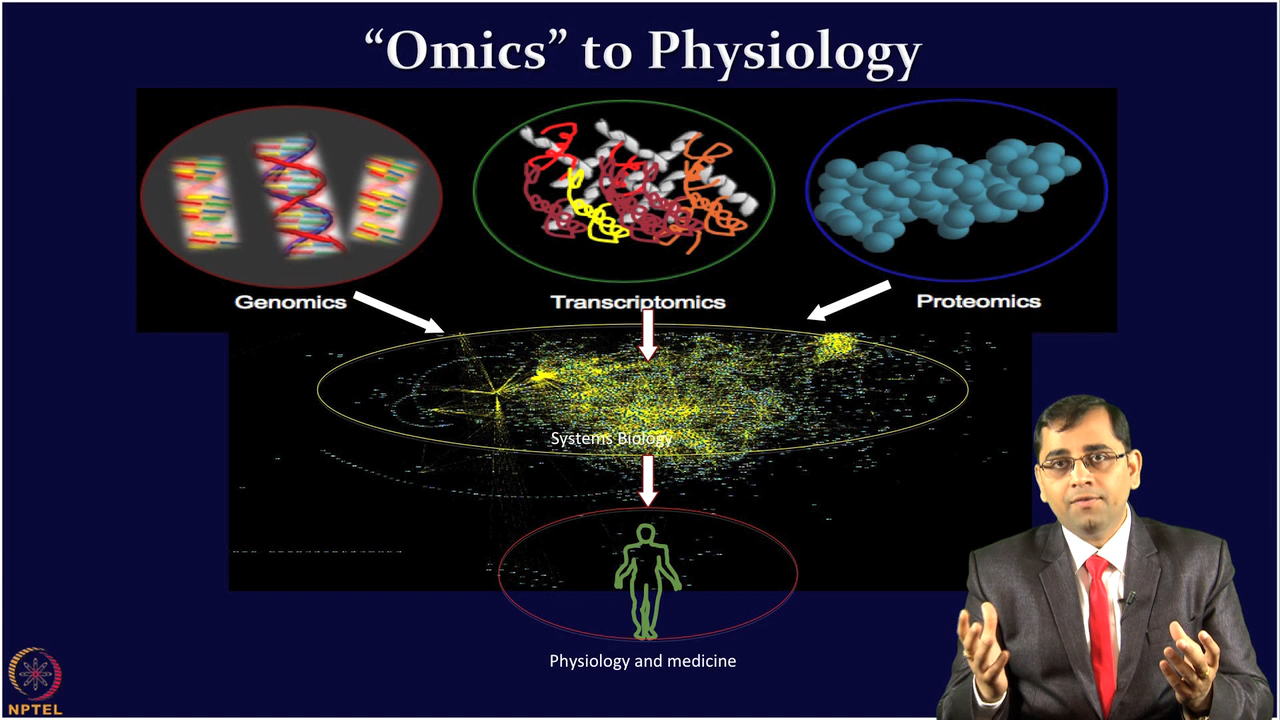 “Omics” to Physiology
Genomics
Transcriptomics
Proteomics
Systems Biology
Physiology and medicine
NPTEL